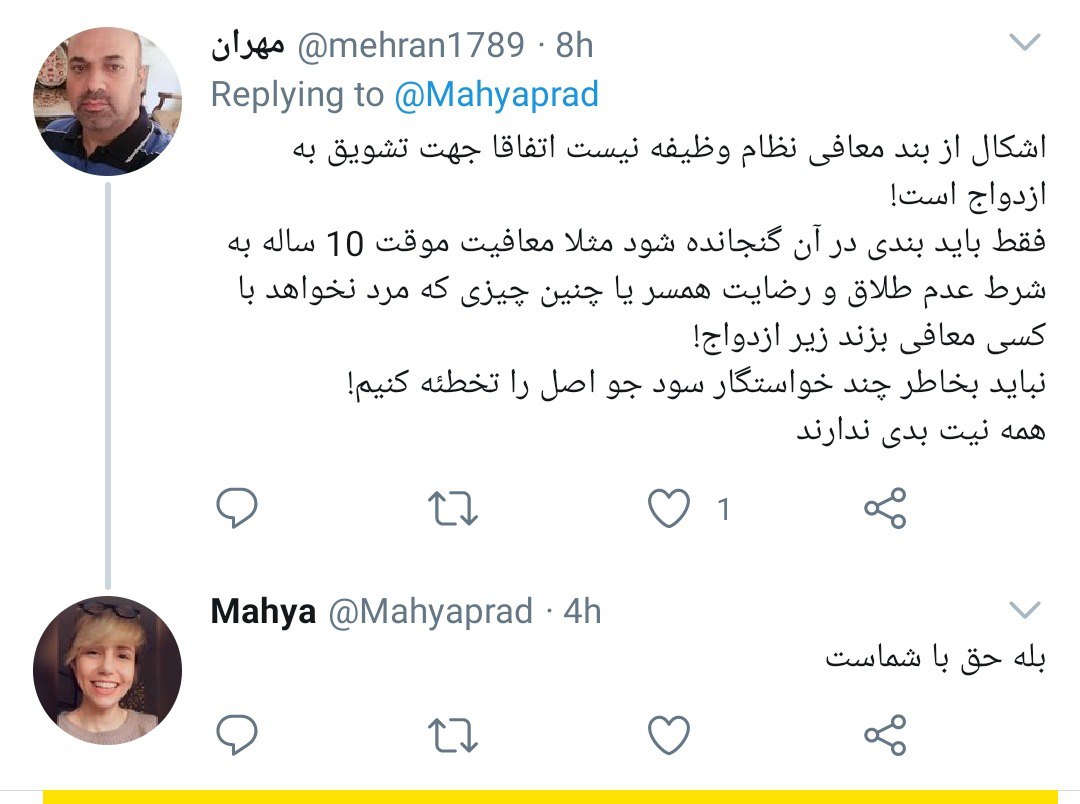 مهران @mehran1789 · 8h
Replying to @Mahyaprad
اشکال از بند معافی نظام وظیفه نیست اتفاقا جهت تشویق به
ازدواج است!
فقط باید بندی در آن گنجانده شود مثلا معافیت موقت 10 ساله به
شرط عدم طلاق و رضایت همسر یا چنین چیزی که مرد نخواهد با
کسی معافی بزند زیر ازدواج!
نباید بخاطر چند خواستگار سود جو اصل را تخطئه کنیم!
همه نیت بدی ندارند
1
Mahya @Mahyaprad · 4h
بله حق با شماست